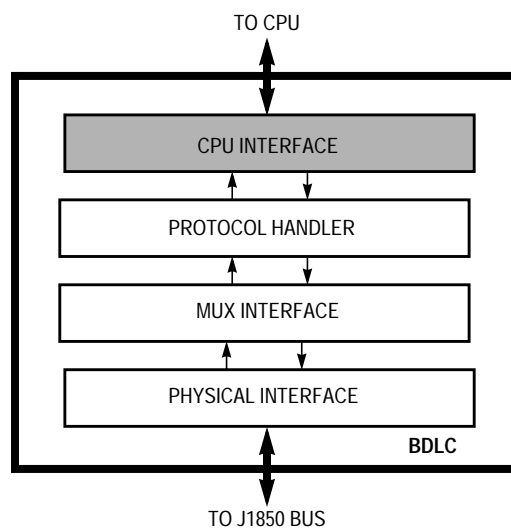 TO CPU
CPU INTERFACE
PROTOCOL HANDLER
MUX INTERFACE
PHYSICAL INTERFACE
BDLC
TO J1850 BUS